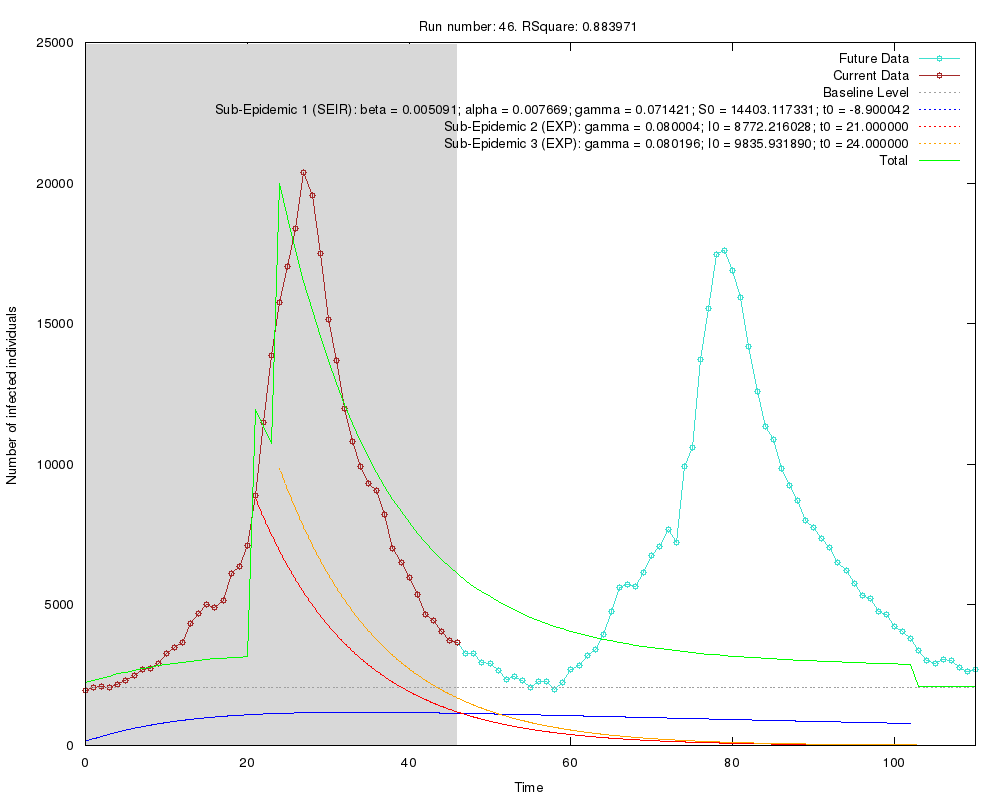 Run number: 46. RSquare: 0.883971
25000
20000
15000
10000
5000
0
Number of infected individuals
Future Data
Current Data
Baseline Level
Sub-Epidemic 1 (SEIR): beta = 0.005091; alpha = 0.007669; gamma = 0.071421; S0 = 14403.117331; t0 = -8.900042
Sub-Epidemic 2 (EXP): gamma = 0.080004; I0 = 8772.216028; t0 = 21.000000
Sub-Epidemic 3 (EXP): gamma = 0.080196; I0 = 9835.931890; t0 = 24.000000
Total
0 20 40 60 80 100
Time